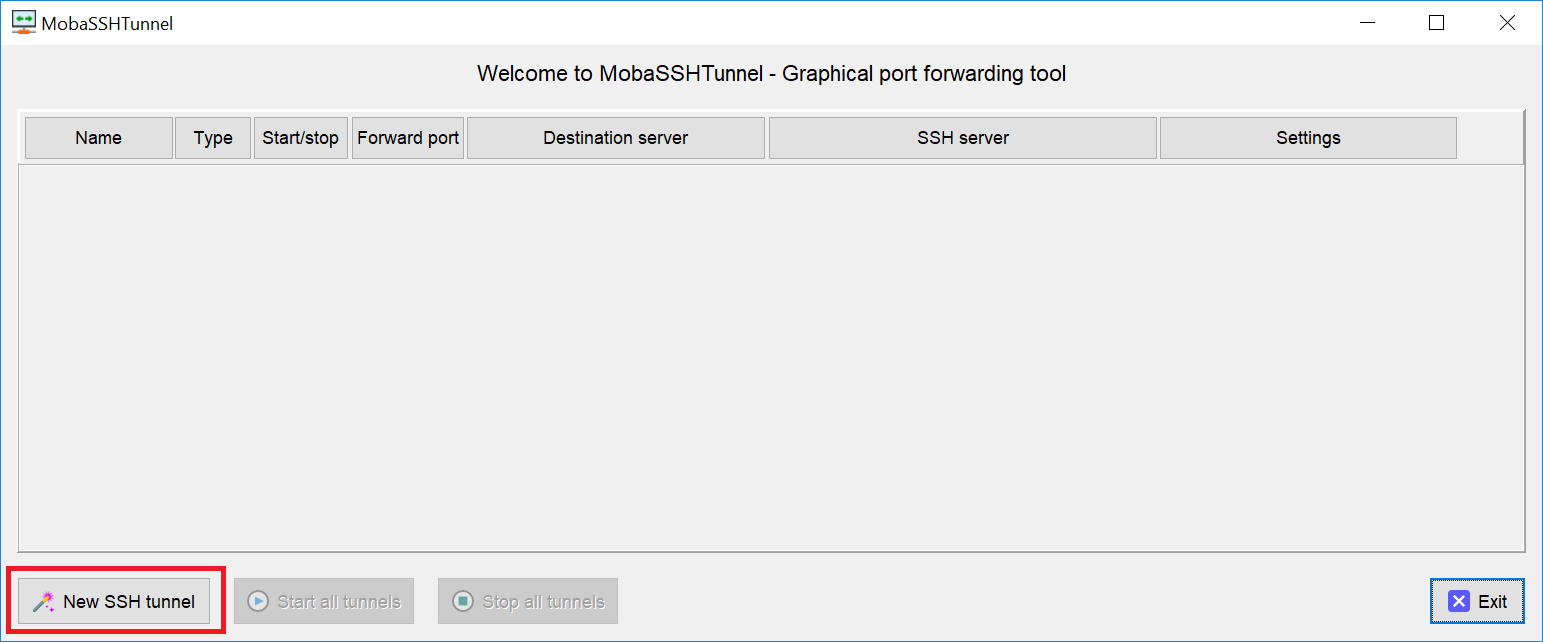 MobaSSHTunnel
Welcome to MobaSSHTunnel - Graphical port forwarding tool
Name Type Start/stop Forward port Destination server SSH server Settings
New SSH tunnel Start all tunnels Stop all tunnels Exit